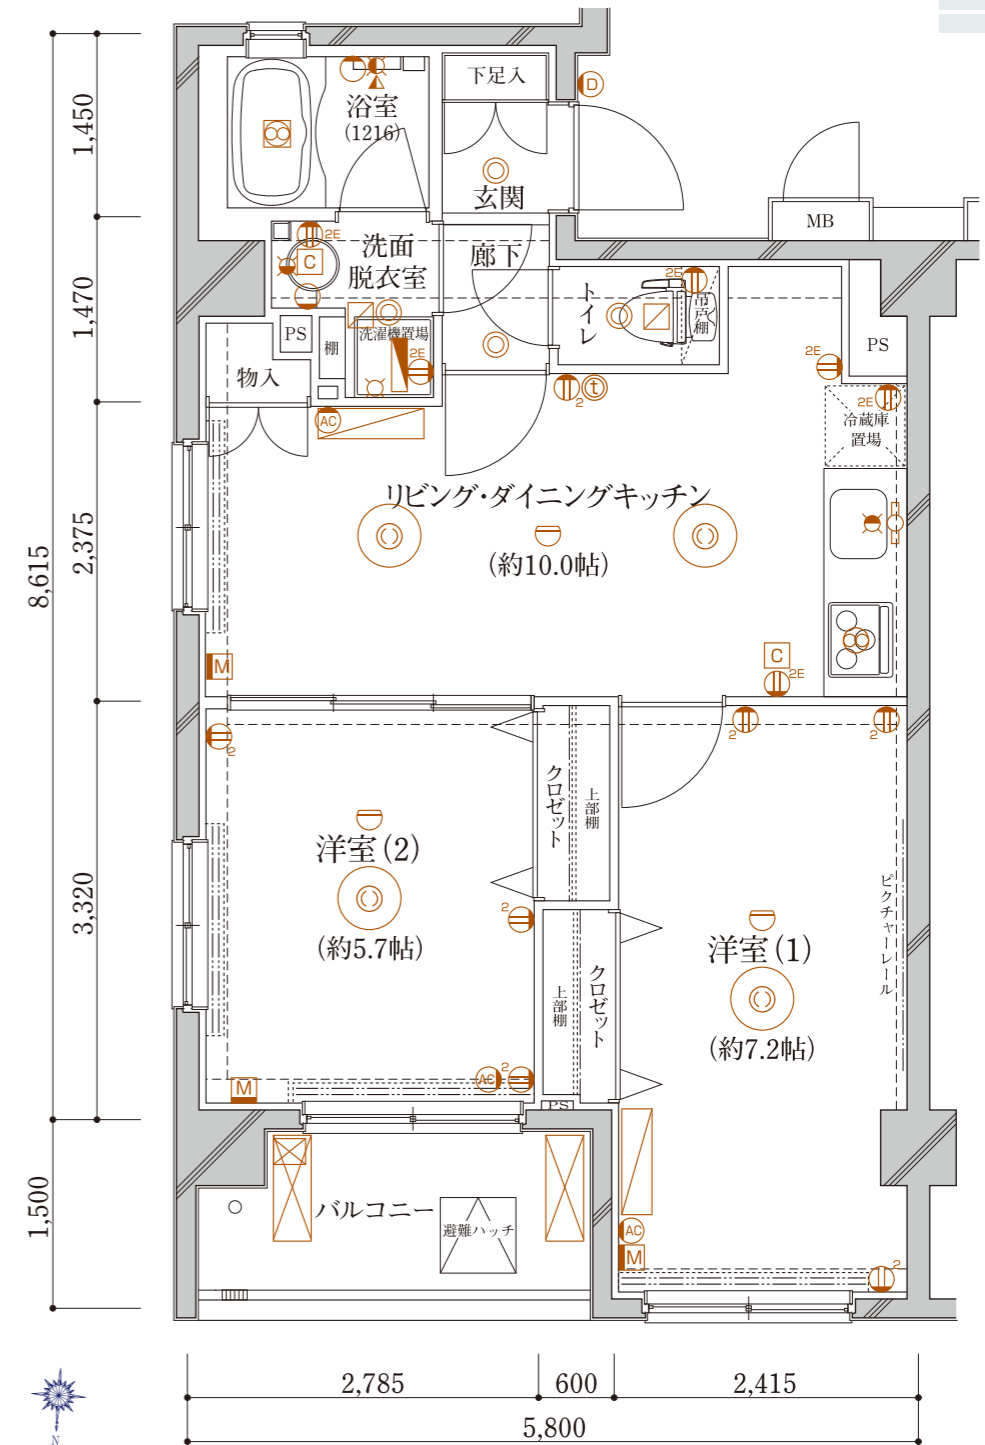 下足入
D
浴室
(1216)
玄関
MB
2E
C
洗面
脱衣室
廊下
トイレ
2E
吊戸棚
PS
棚
洗濯機置場
2E
PS
物入
2E
2
t
2E
AC
冷蔵庫
置場
リビング・ダイニングキッチン
(約10.0帖)
M
C
2E
2
2
2
クロゼット
上部棚
洋室(2)
(約5.7帖)
2
ピクチャーレール
洋室(1)
(約7.2帖)
上部棚
クロゼット
M
AC
2
PS
バルコニー
避難ハッチ
AC
M
2
1,450
1,470
2,375
3,320
1,500
8,615
2,785
600
2,415
5,800
N